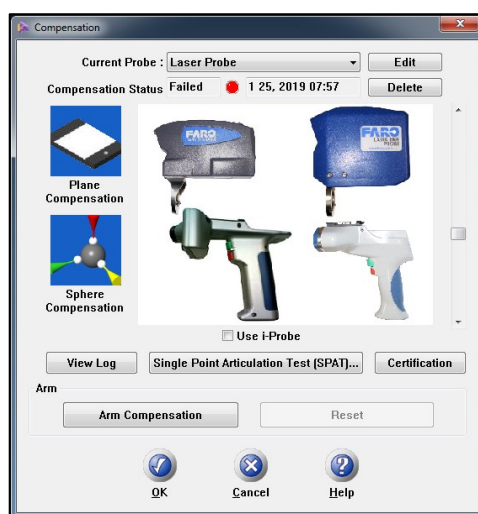 Compensation
Current Probe : Laser Probe Edit
Compensation Status Failed 1 25, 2019 07:57 Delete
Plane
Compensation
Sphere
Compensation
FARO
FARO
LASER LINE
PROBE
Use i-Probe
View Log Single Point Articulation Test (SPAT)... Certification
Arm
Arm Compensation Reset
OK Cancel Help